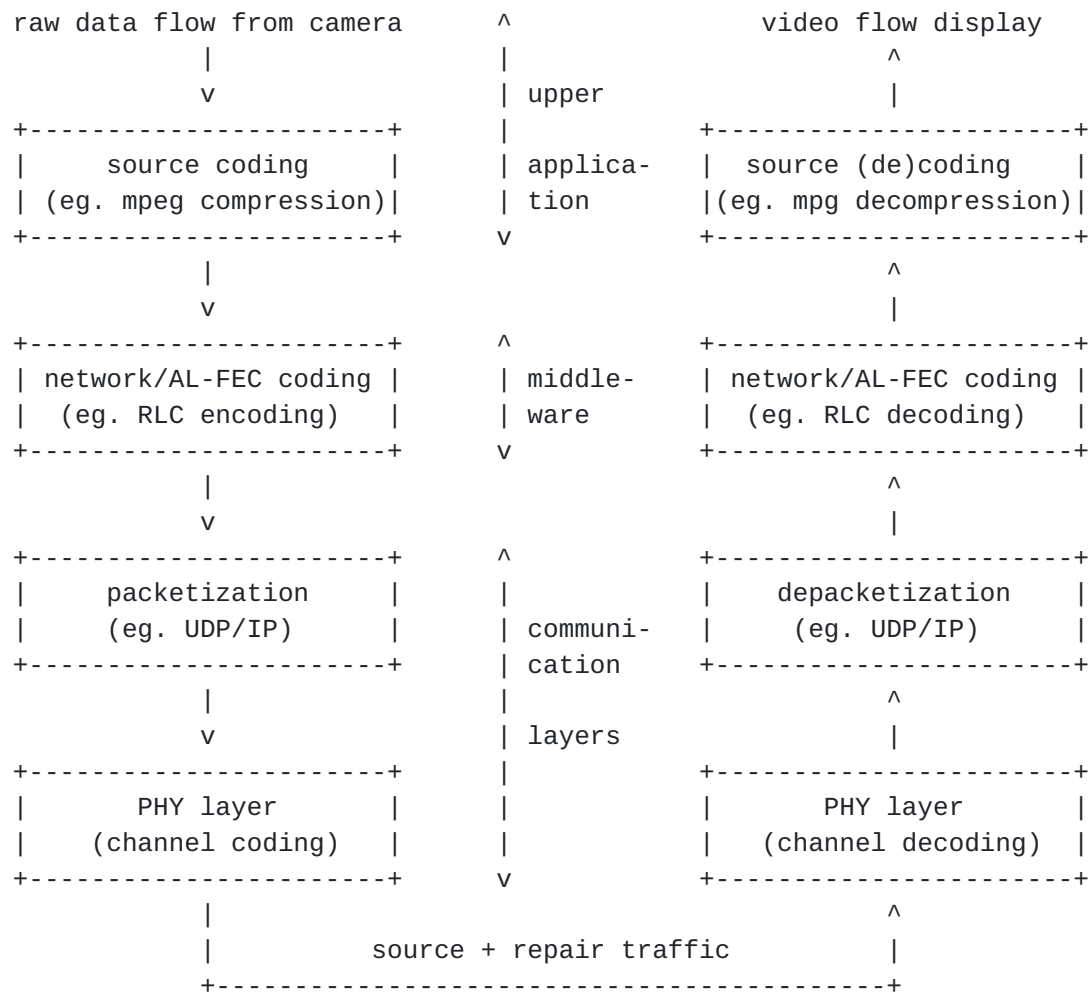 raw data flow from camera      ^                video flow display
            |                  |                        ^
            v                  | upper                  |
+-----------------------+      |            +-----------------------+
|     source coding     |      | applica-   |  source (de)coding    |
| (eg. mpeg compression)|      | tion       |(eg. mpg decompression)|
+-----------------------+      v            +-----------------------+
            |                                           ^
            v                                           |
+-----------------------+      ^            +-----------------------+
| network/AL-FEC coding |      | middle-    | network/AL-FEC coding |
|  (eg. RLC encoding)   |      | ware       |  (eg. RLC decoding)   |
+-----------------------+      v            +-----------------------+
            |                                           ^
            v                                           |
+-----------------------+      ^            +-----------------------+
|     packetization     |      |            |    depacketization    |
|     (eg. UDP/IP)      |      | communi-   |     (eg. UDP/IP)      |
+-----------------------+      | cation     +-----------------------+
            |                  |                        ^
            v                  | layers                 |
+-----------------------+      |            +-----------------------+
|       PHY layer       |      |            |       PHY layer       |
|    (channel coding)   |      |            |   (channel decoding)  |
+-----------------------+      v            +-----------------------+
            |                                           ^
            |          source + repair traffic          |
            +-------------------------------------------+